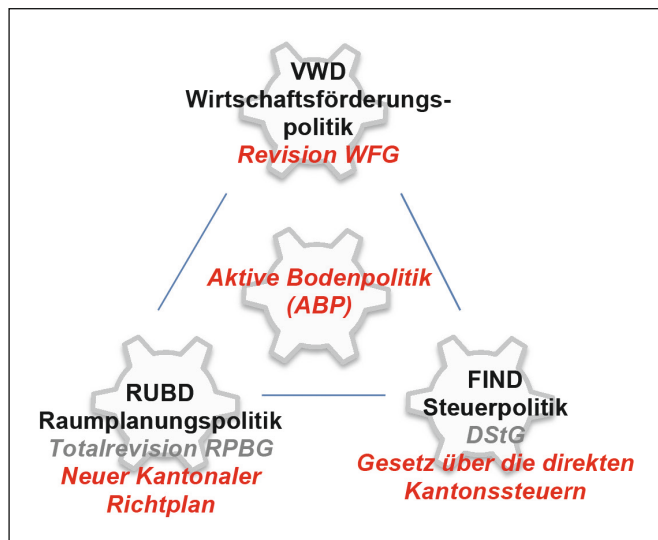 VWD
Wirtschaftsförderungs-
politik
Revision WFG
Aktive Bodenpolitik
(ABP)
RUBD
Raumplanungspolitik
Totalrevision RPBG
Neuer Kantonaler
Richtplan
FIND
Steuerpolitik
DStG
Gesetz über die direkten
Kantonssteuern